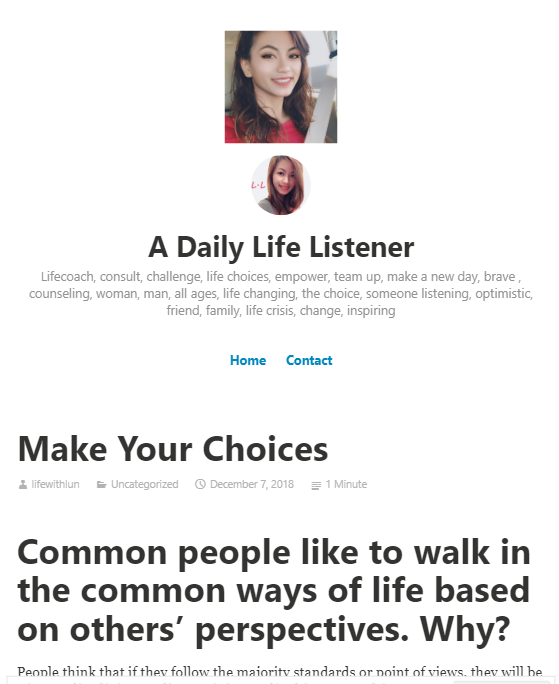 L·L
A Daily Life Listener
Lifecoach, consult, challenge, life choices, empower, team up, make a new day, brave ,
counseling, woman, man, all ages, life changing, the choice, someone listening, optimistic,
friend, family, life crisis, change, inspiring
Home Contact
Make Your Choices
lifewithlun Uncategorized December 7, 2018 1 Minute
Common people like to walk in
the common ways of life based
on others’ perspectives. Why?
People think that if they follow the majority standards or point of views, they will be